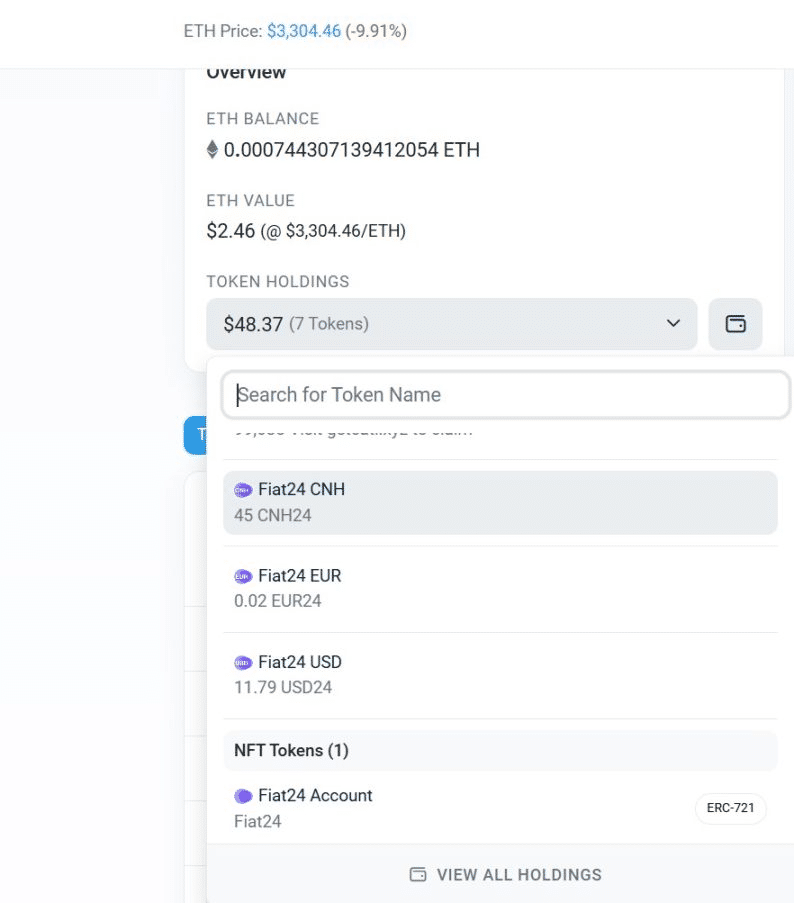 ETH Price: $3,304.46 (-9.91%)
Overview
ETH BALANCE
0.000744307139412054 ETH
ETH VALUE
$2.46 (@ $3,304.46/ETH)
TOKEN HOLDINGS
$48.37 (7 Tokens)
Search for Token Name
Fiat24 CNH
45 CNH24
Fiat24 EUR
0.02 EUR24
Fiat24 USD
11.79 USD24
NFT Tokens (1)
Fiat24 Account
ERC-721
Fiat24
VIEW ALL HOLDINGS